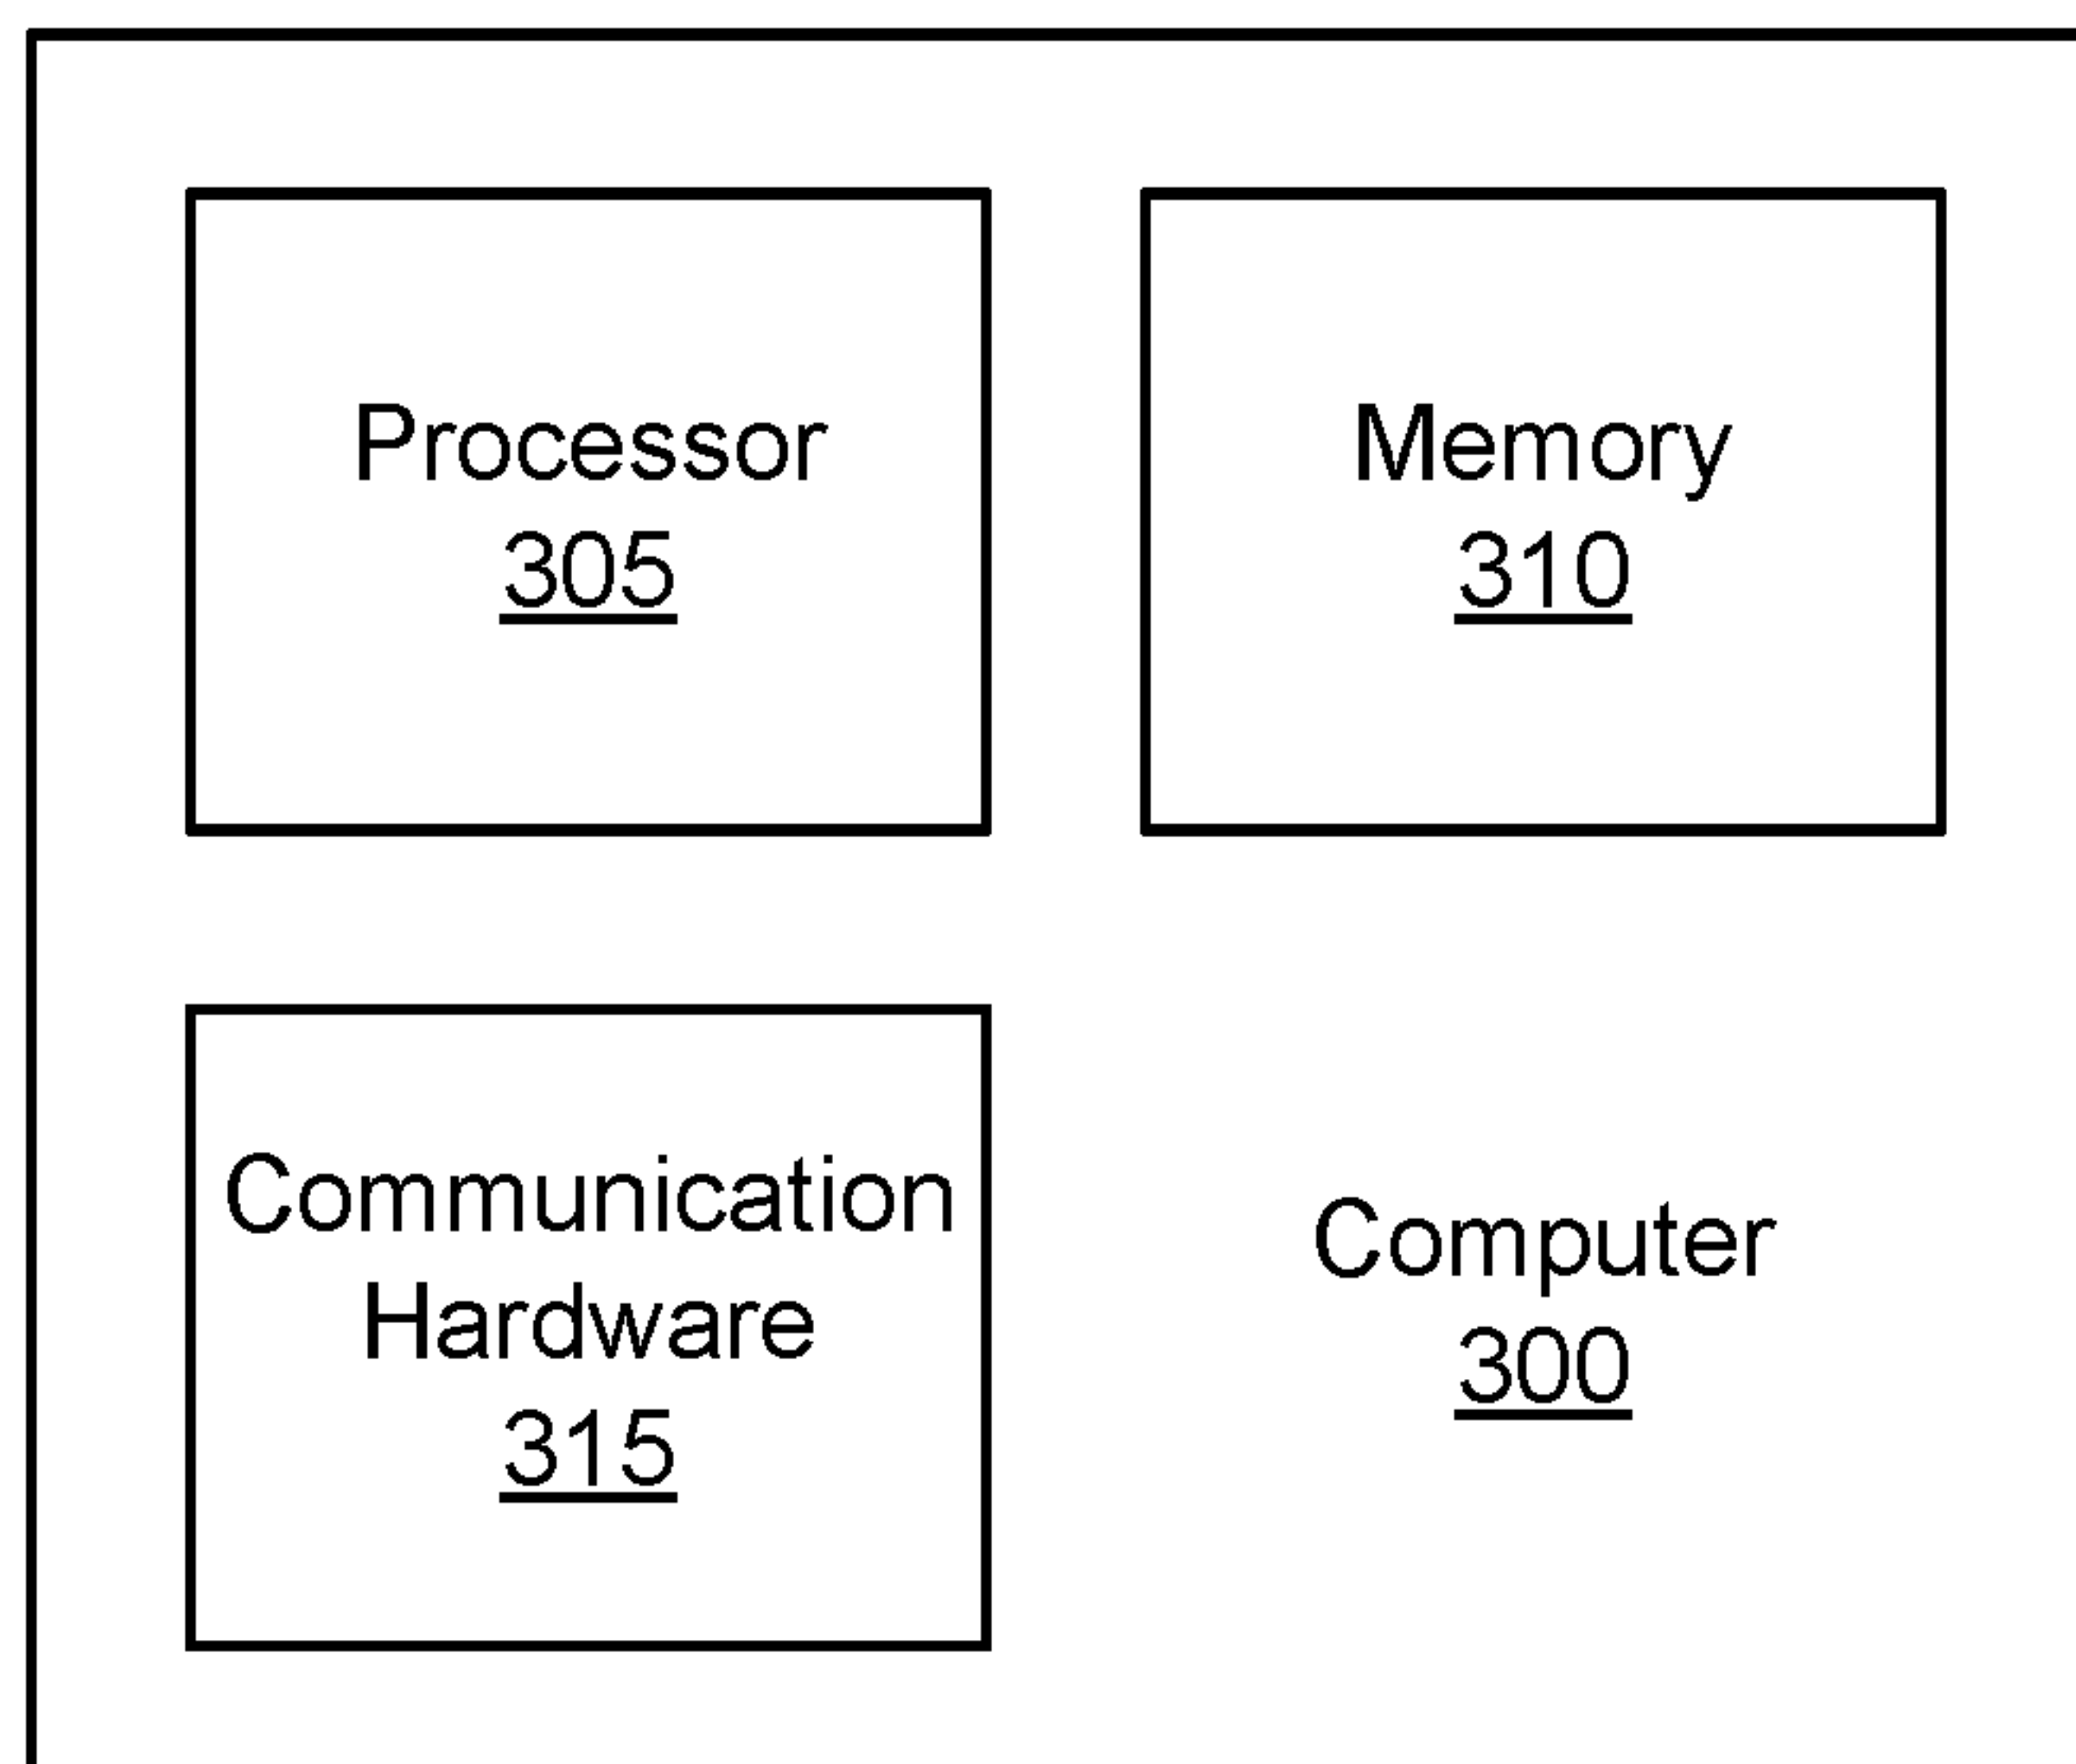 Processor
305
Memory
310
Communication
Hardware
315
Computer
300